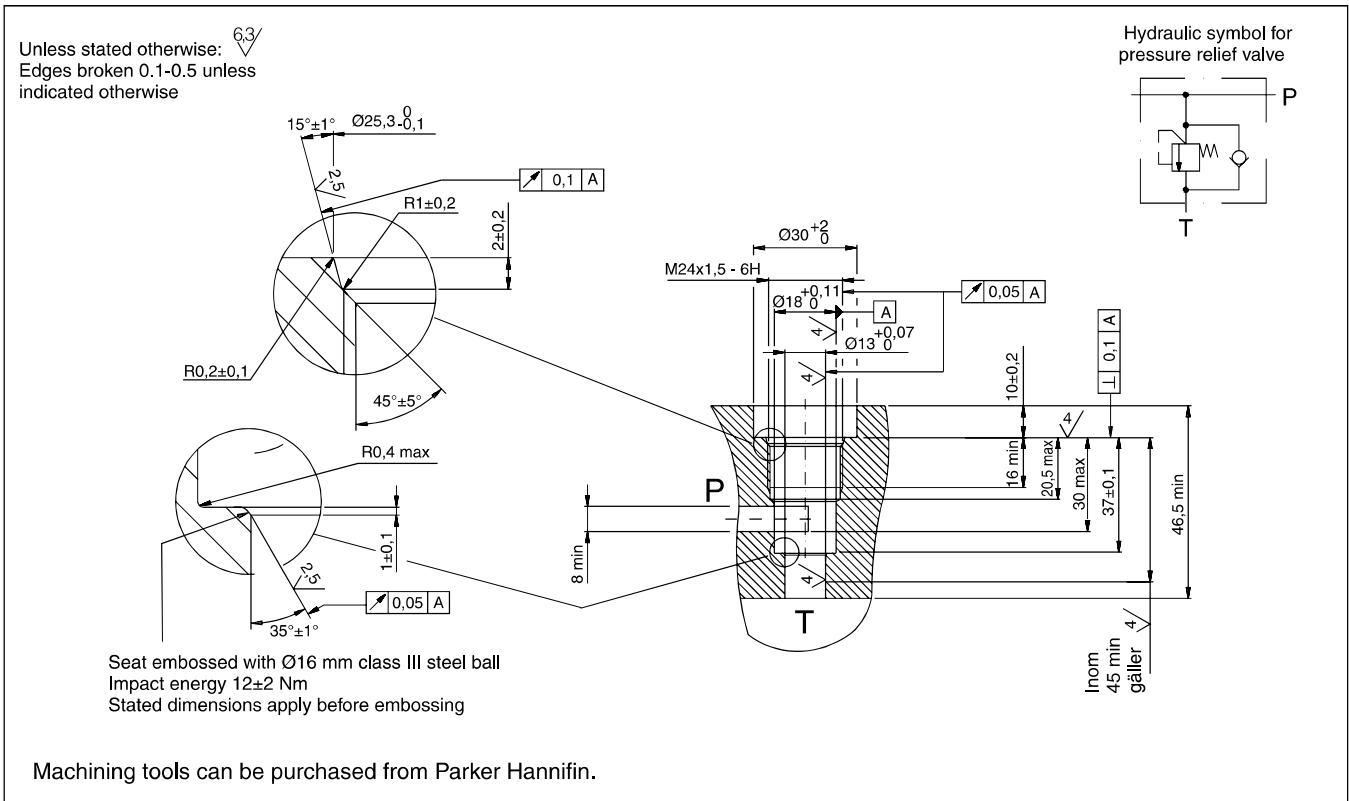 Unless stated otherwise: 6,3
Edges broken 0.1-0.5 unless
indicated otherwise
Hydraulic symbol for
pressure relief valve
P
T
15°±1°
Ø25,3 0 -0,1
2,5
0,1 A
R1±0,2
2±0,2
R0,2±0,1
45°±5°
Ø30 +2 0
M24x1,5 - 6H
0,05 A
Ø18 +0,11 0
A
4
Ø13 +0,07 0
4
10±0,2
⊥ 0,1 A
4
16 min
20,5 max
30 max
37±0,1
46,5 min
P
8 min
4
T
Inom
45 min
gäller
4
R0,4 max
1±0,1
2,5
0,05 A
35°±1°
Seat embossed with Ø16 mm class III steel ball
Impact energy 12±2 Nm
Stated dimensions apply before embossing
Machining tools can be purchased from Parker Hannifin.